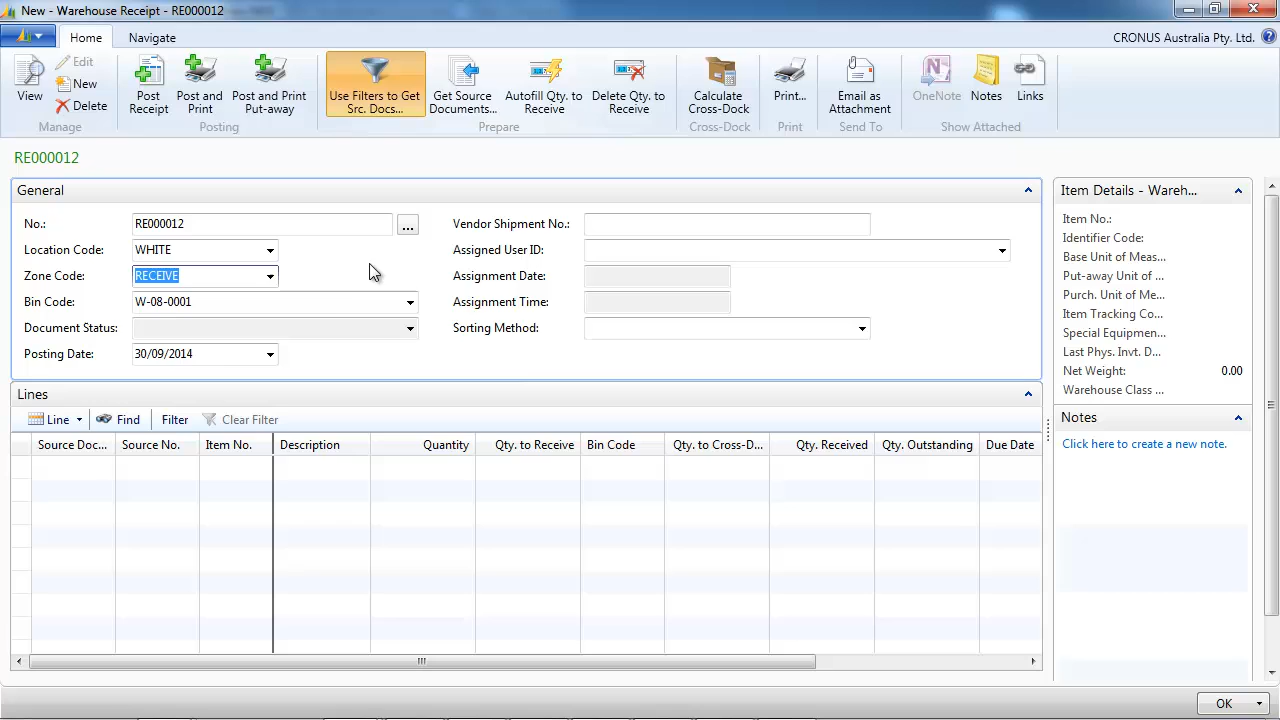 New - Warehouse Receipt - RE000012
Home Navigate CRONUS Australia Pty. Ltd.
View
Edit
New
Delete
Manage
Post Receipt
Post and Print
Post and Print Put-away
Posting
Use Filters to Get Src. Docs...
Get Source Documents...
Autofill Qty. to Receive
Delete Qty. to Receive
Prepare
Calculate Cross-Dock
Cross-Dock
Print...
Print
Email as Attachment
Send To
OneNote
Notes
Links
Show Attached
RE000012
General
No.: RE000012 ...
Location Code: WHITE
Zone Code: RECEIVE
Bin Code: W-08-0001
Document Status:
Posting Date: 30/09/2014
Vendor Shipment No.:
Assigned User ID:
Assignment Date:
Assignment Time:
Sorting Method:
Lines
Line Find Filter Clear Filter
Source Doc... Source No. Item No. Description Quantity Qty. to Receive Bin Code Qty. to Cross-D... Qty. Received Qty. Outstanding Due Date
Item Details - Wareh...
Item No.:
Identifier Code:
Base Unit of Meas...
Put-away Unit of ...
Purch. Unit of Me...
Item Tracking Co...
Special Equipmen...
Last Phys. Invt. D...
Net Weight: 0.00
Warehouse Class ...
Notes
Click here to create a new note.
OK